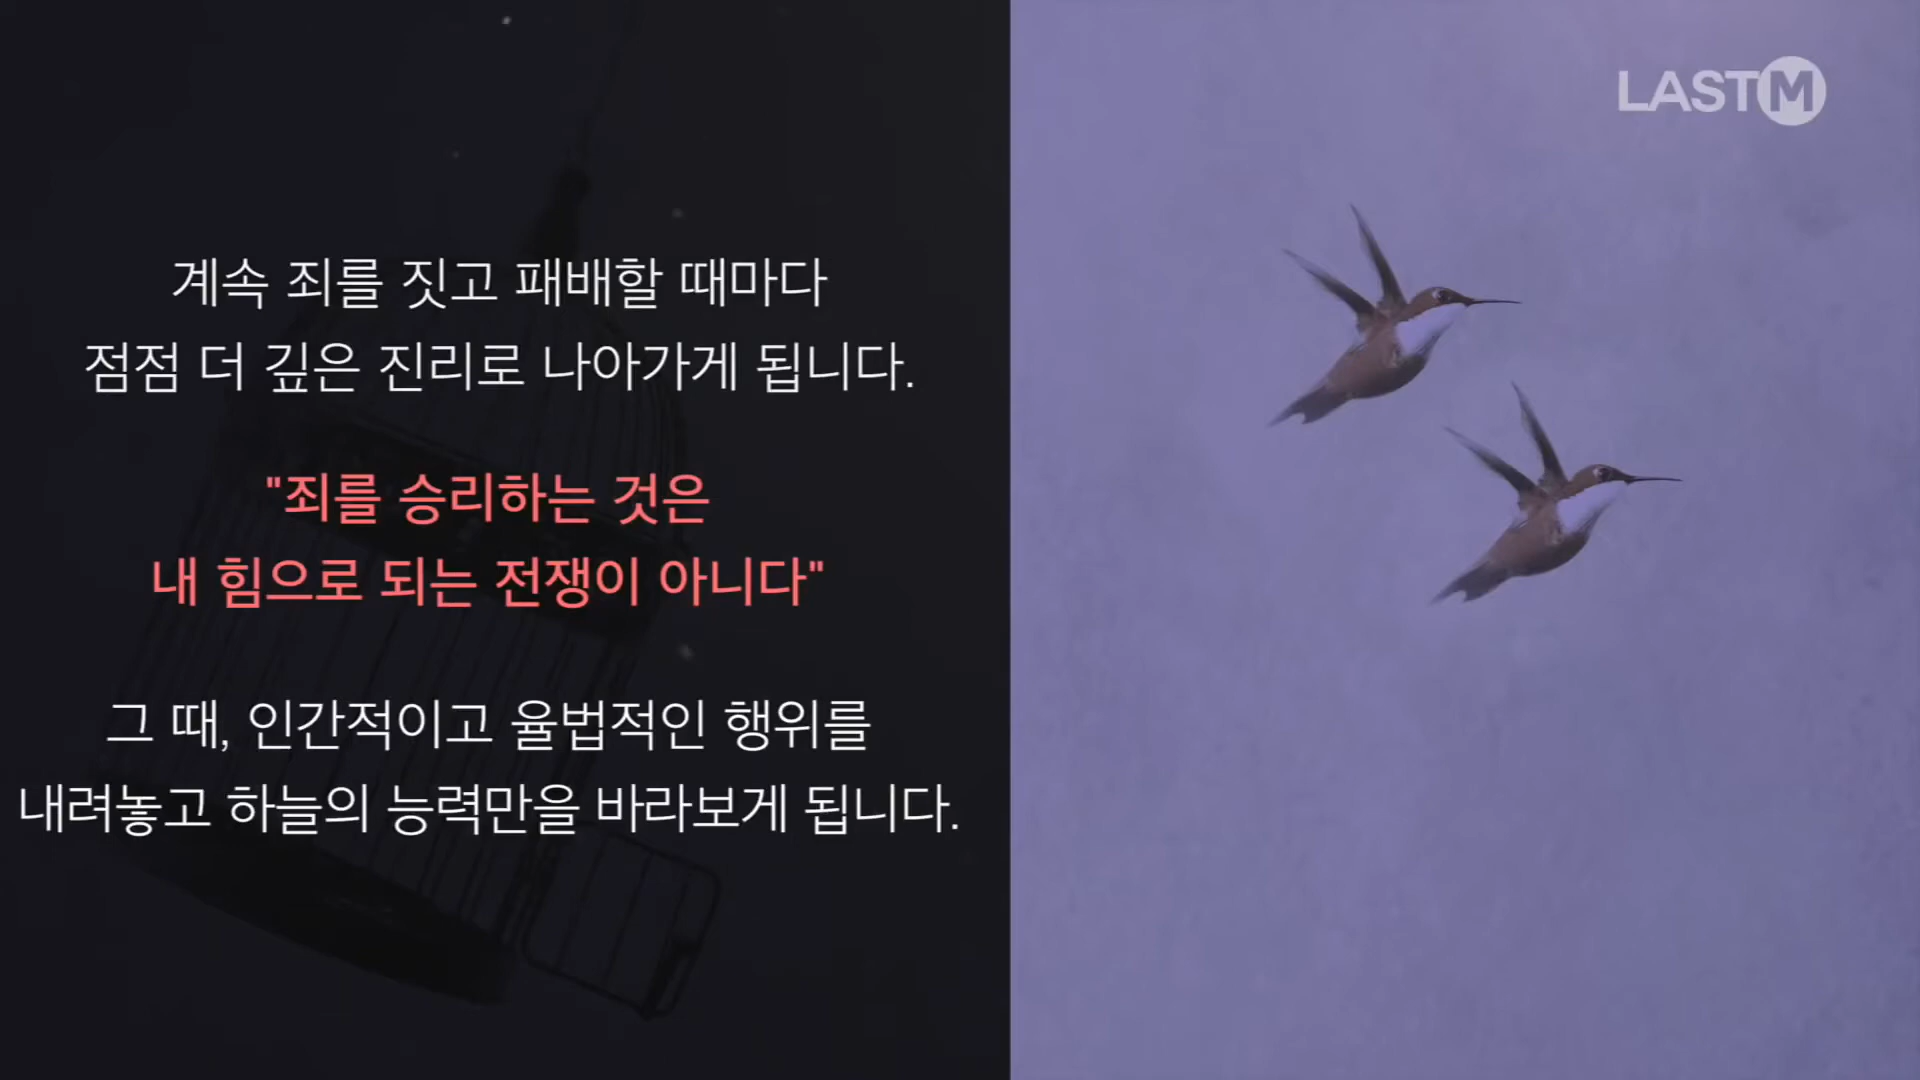 LASTM
계속 죄를 짓고 패배할 때마다
점점 더 깊은 진리로 나아가게 됩니다.
"죄를 승리하는 것은
내 힘으로 되는 전쟁이 아니다"
그 때, 인간적이고 율법적인 행위를
내려놓고 하늘의 능력만을 바라보게 됩니다.